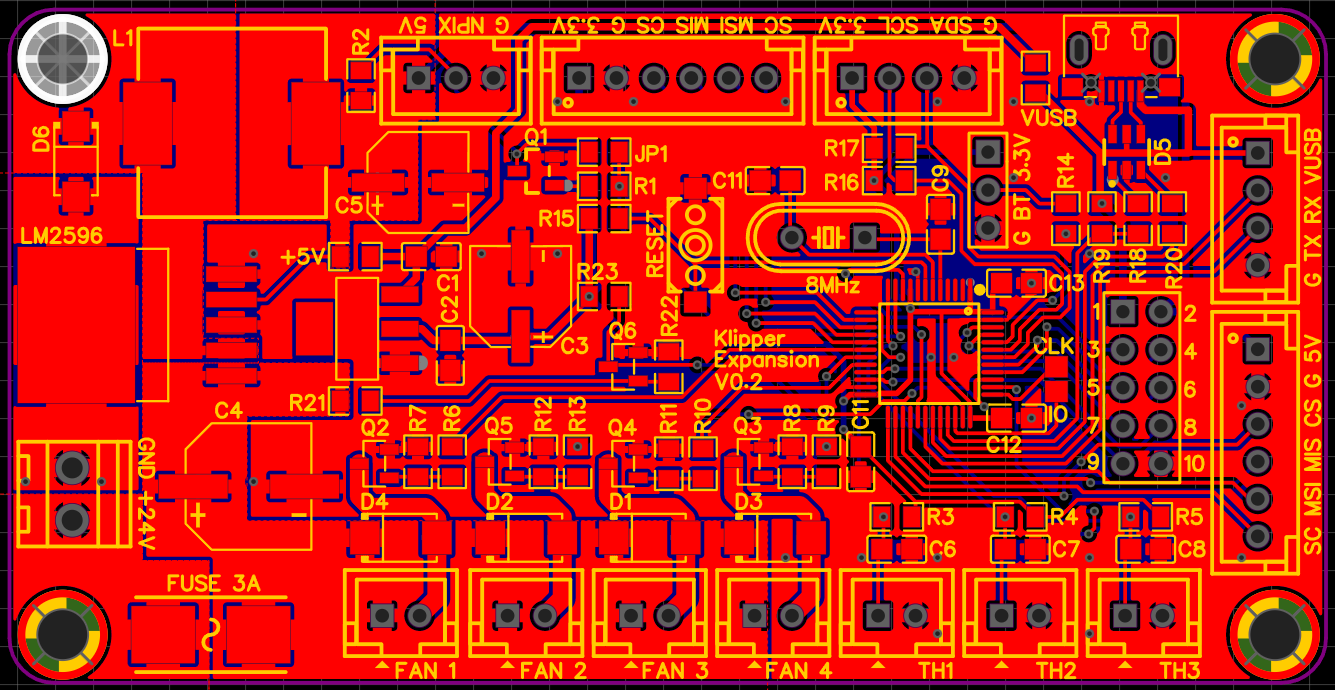 L1
R2
G NPIX 5V
SC MSI MIS CS G 3.3V
G SDA SCL 3.3V
VUSB
D6
Q1
JP1
R1
R15
C11
R17
R16
C9
G BT 3.3V
R14
D5
G TX RX VUSB
C5
+
−
LM2596
+5V
C1
C2
−
+
C3
R23
RESET
8MHz
C13
R19
R18
R20
Q6
R22
Klipper
Expansion
V0.2
CLK
IO
C12
1
2
3
4
5
6
7
8
9
10
SC MSI MIS CS G 5V
R21
C4
+
−
GND +24V
Q2
R7
R6
Q5
R12
R13
Q4
R11
R10
Q3
R8
R9
C11
D4
D2
D1
D3
R3
C6
R4
C7
R5
C8
FUSE 3A
FAN 1
FAN 2
FAN 3
FAN 4
TH1
TH2
TH3